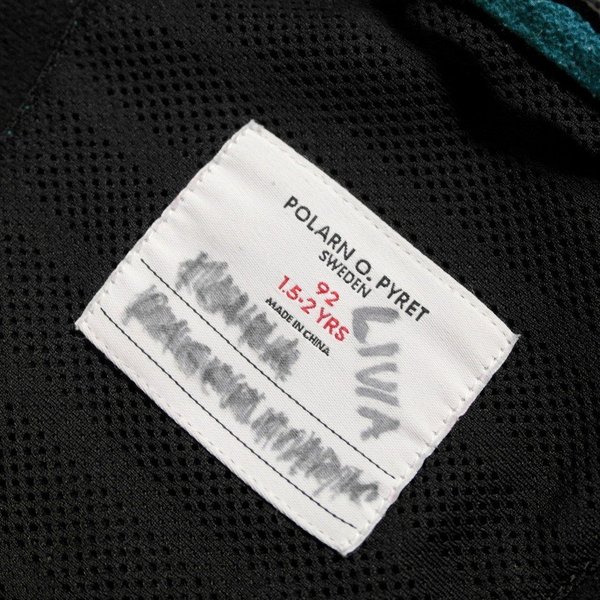 POLARN O. PYRET
SWEDEN
92
1.5-2 YRS
MADE IN CHINA
LIVIA